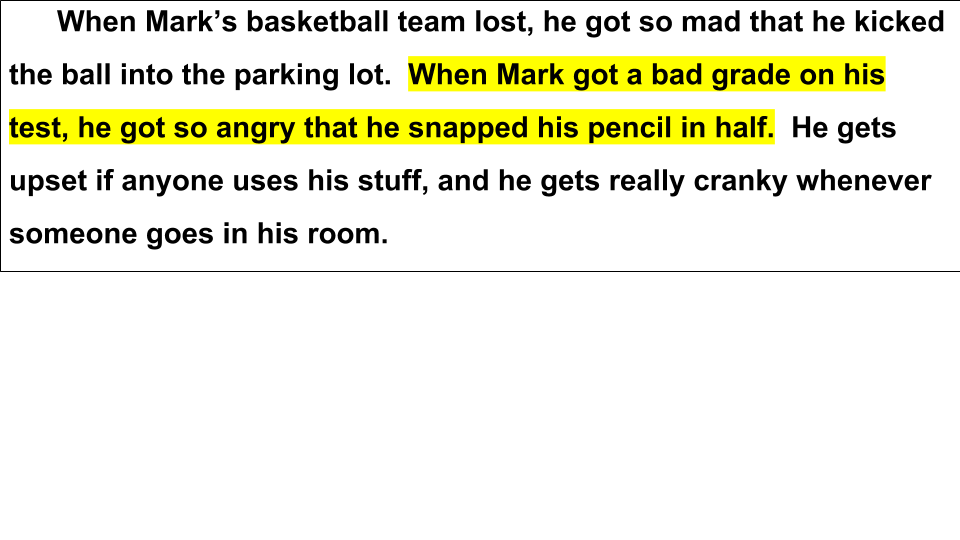 When Mark’s basketball team lost, he got so mad that he kicked
the ball into the parking lot.  When Mark got a bad grade on his
test, he got so angry that he snapped his pencil in half.  He gets
upset if anyone uses his stuff, and he gets really cranky whenever
someone goes in his room.